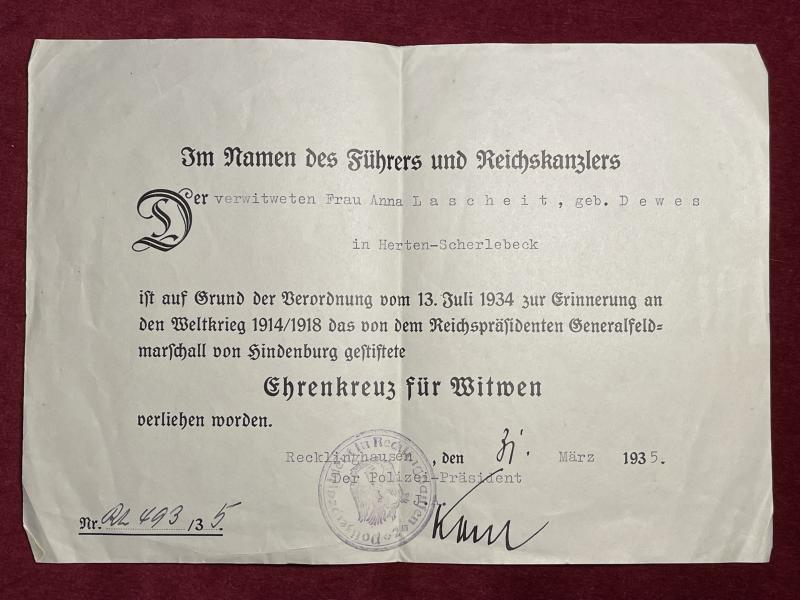 Im Namen des Führers und Reichskanzlers
Der verwitweten Frau Anna Lascheit, geb. Dewes
in Herten-Scherlebeck
ist auf Grund der Verordnung vom 13. Juli 1934 zur Erinnerung an
den Weltkrieg 1914/1918 das von dem Reichspräsidenten Generalfeld=
marschall von Hindenburg gestiftete
Ehrenkreuz für Witwen
verliehen worden.
Recklinghausen, den 31. März 1935.
Der Polizei-Präsident
Nr. RL 493 /35.